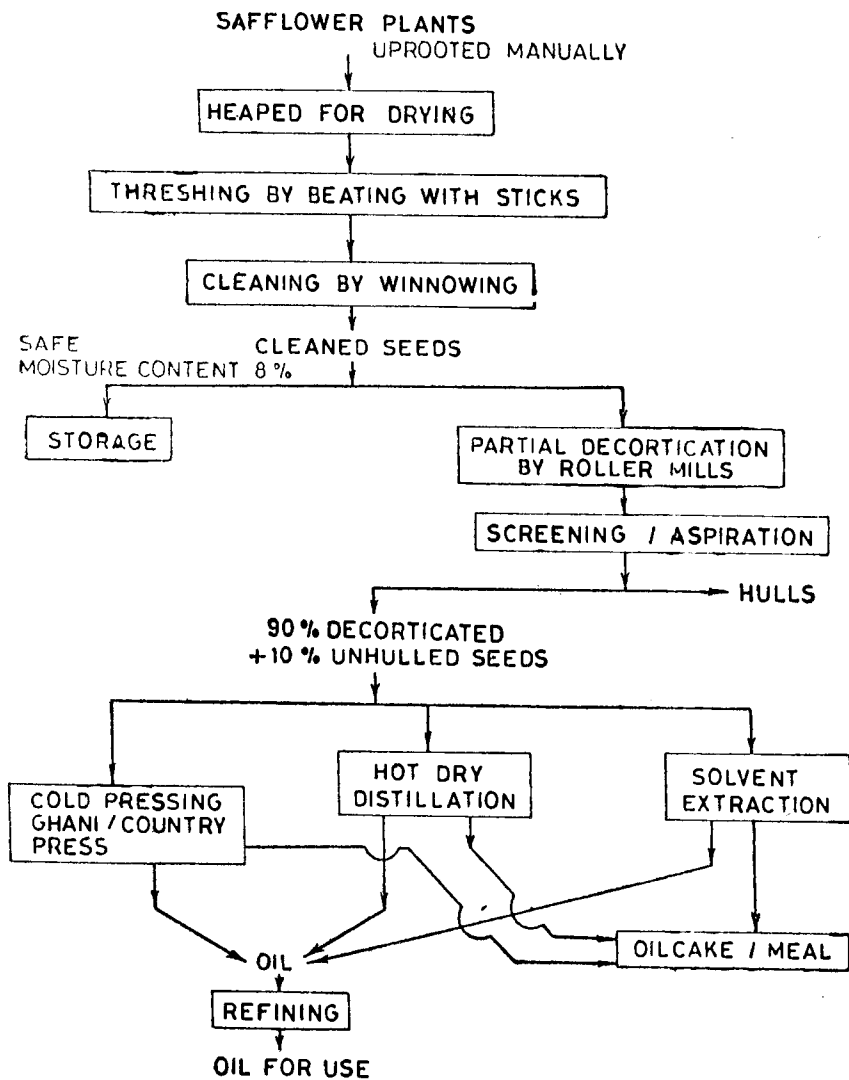 SAFFLOWER PLANTS
UPROOTED MANUALLY
HEAPED FOR DRYING
THRESHING BY BEATING WITH STICKS
CLEANING BY WINNOWING
SAFE
MOISTURE CONTENT 8%
CLEANED SEEDS
STORAGE
PARTIAL DECORTICATION
BY ROLLER MILLS
SCREENING / ASPIRATION
HULLS
90% DECORTICATED
+10% UNHULLED SEEDS
COLD PRESSING
GHANI / COUNTRY
PRESS
HOT DRY
DISTILLATION
SOLVENT
EXTRACTION
OIL
OILCAKE / MEAL
REFINING
OIL FOR USE